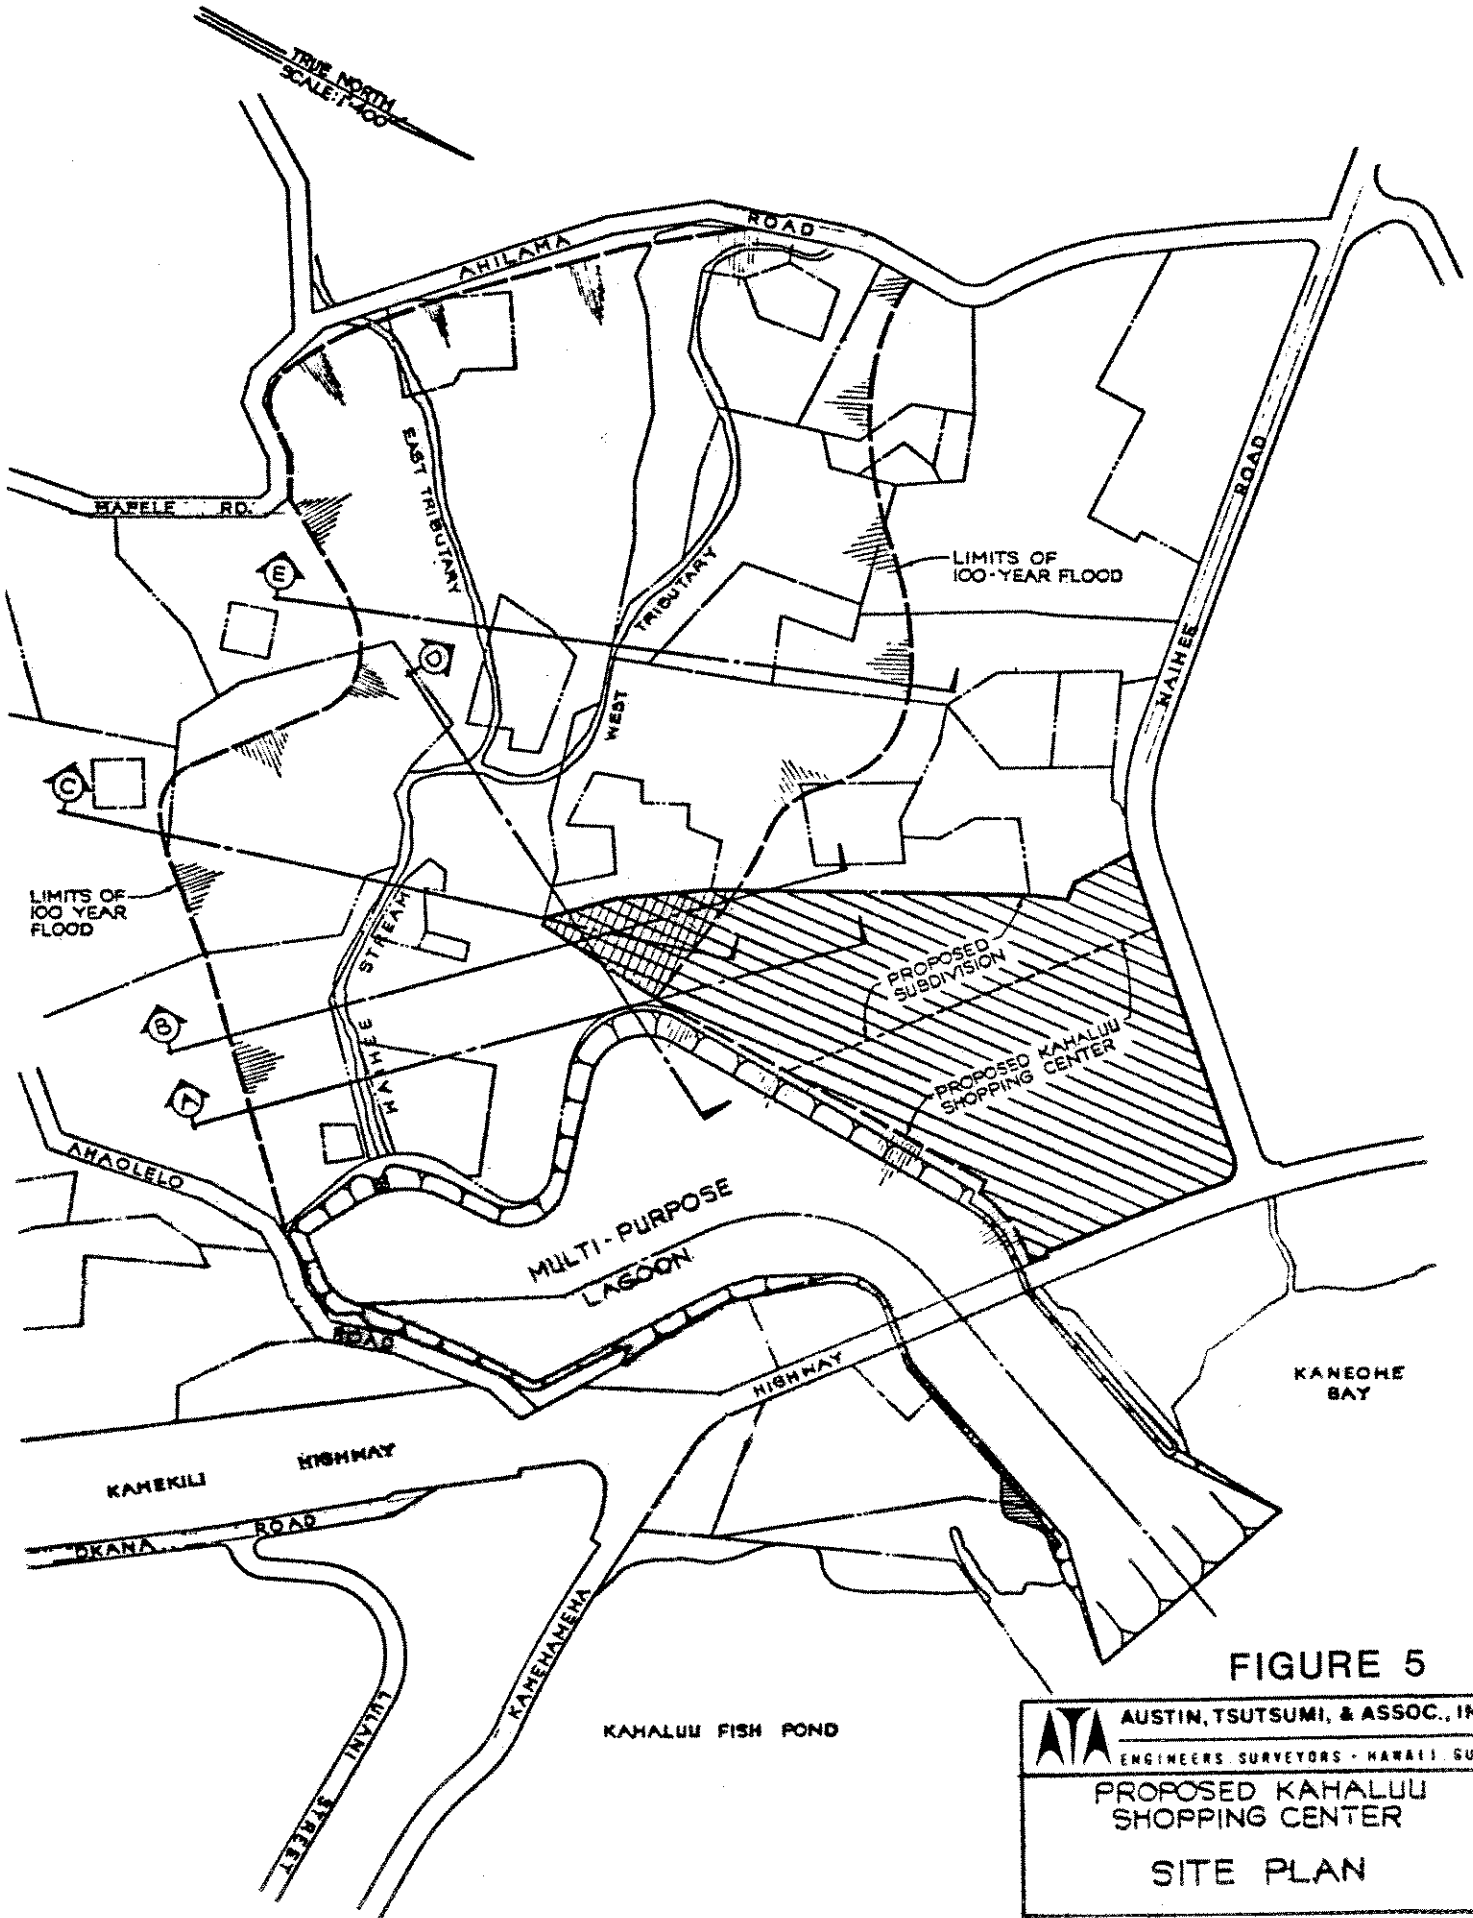 TRUE NORTH
SCALE: 1"=400'
AHILAMA
ROAD
EAST TRIBUTARY
HAPELE RD.
ROAD
WAIHEE
LIMITS OF
100-YEAR FLOOD
E
TRIBUTARY
WEST
D
C
LIMITS OF
100 YEAR
FLOOD
STREAM
WAIHEE
PROPOSED
SUBDIVISION
B
PROPOSED KAHALUU
SHOPPING CENTER
A
AHAOLELO
ROAD
MULTI-PURPOSE
LAGOON
HIGHWAY
KANEOHE
BAY
KAHEKILI
HIGHWAY
OKANA
ROAD
KAMEHAMEHA
LULANI
STREET
KAHALUU FISH POND
FIGURE 5
ATA
AUSTIN, TSUTSUMI, & ASSOC.,
ENGINEERS SURVEYORS · HAWAII
PROPOSED KAHALUU
SHOPPING CENTER
SITE PLAN